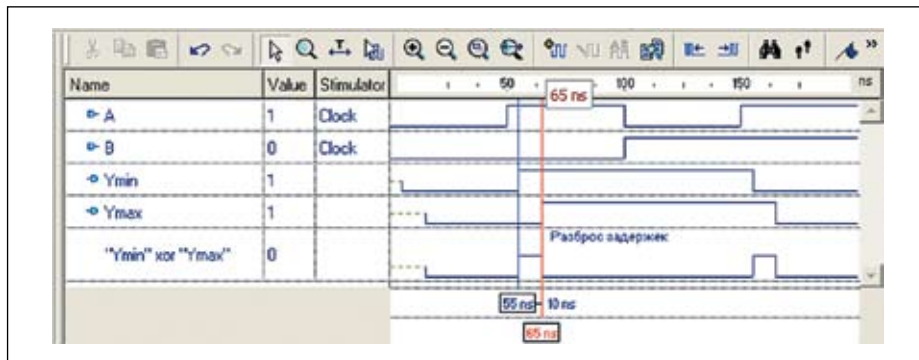 Name Value Stimulator 50 100 150 ns
65 ns
A 1 Clock
B 0 Clock
Ymin 1
Ymax 1
Разброс задержек
"Ymin" xor "Ymax" 0
55 ns 10 ns
65 ns